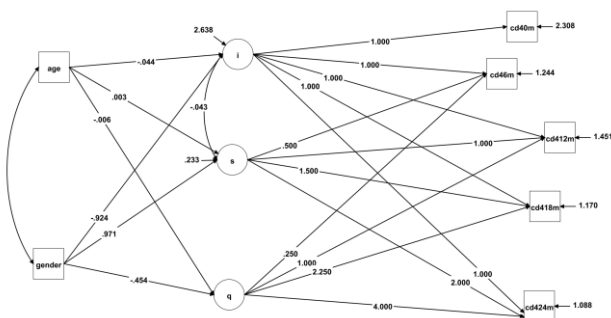 cd40m
2.308
2.638
i
1.000
age
-.044
1.000
cd46m
1.244
1.000
.003
1.000
-.043
-.006
.500
cd412m
1.451
1.000
.233
s
1.500
-.924
cd418m
1.170
.971
.250
gender
1.000
2.250
1.000
-.454
2.000
q
4.000
cd424m
1.088